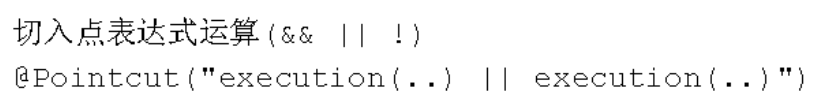 切入点表达式运算(&& || !)
@Pointcut("execution(..) || execution(..)")